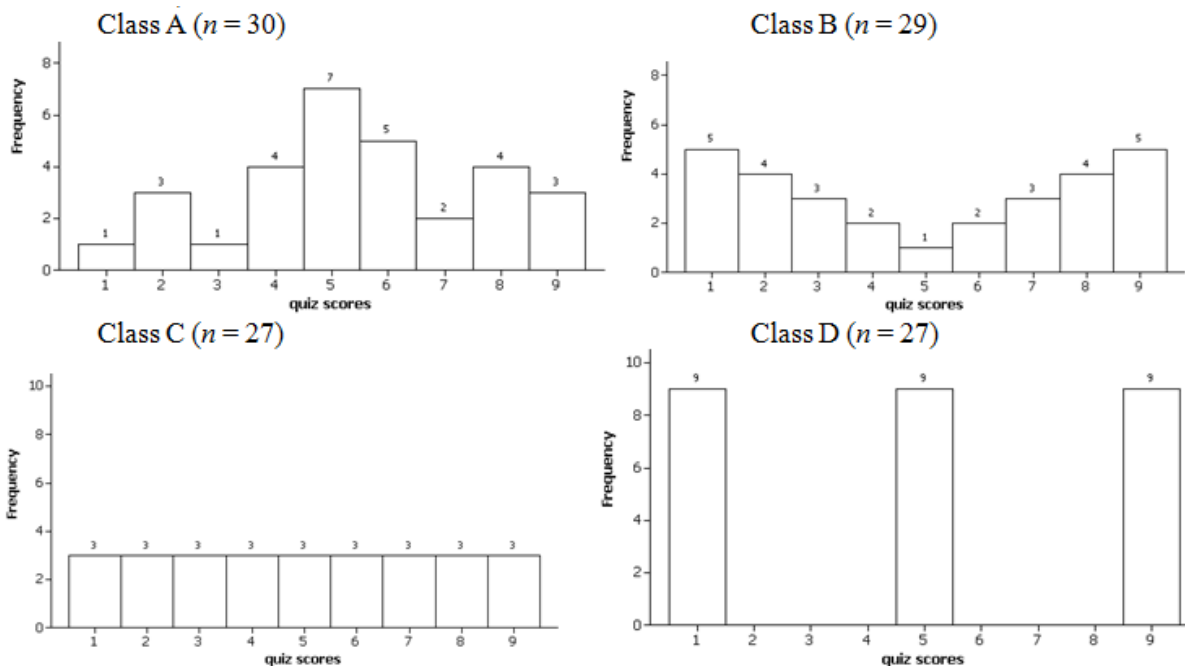 Class A (n = 30)
Frequency
8
6
4
2
0
1
3
1
4
7
5
2
4
3
1 2 3 4 5 6 7 8 9
quiz scores
Class B (n = 29)
Frequency
8
6
4
2
0
5
4
3
2
1
2
3
4
5
1 2 3 4 5 6 7 8 9
quiz scores
Class C (n = 27)
Frequency
10
8
6
4
2
0
3 3 3 3 3 3 3 3 3
1 2 3 4 5 6 7 8 9
quiz scores
Class D (n = 27)
Frequency
10
8
6
4
2
0
9 9 9
1 2 3 4 5 6 7 8 9
quiz scores